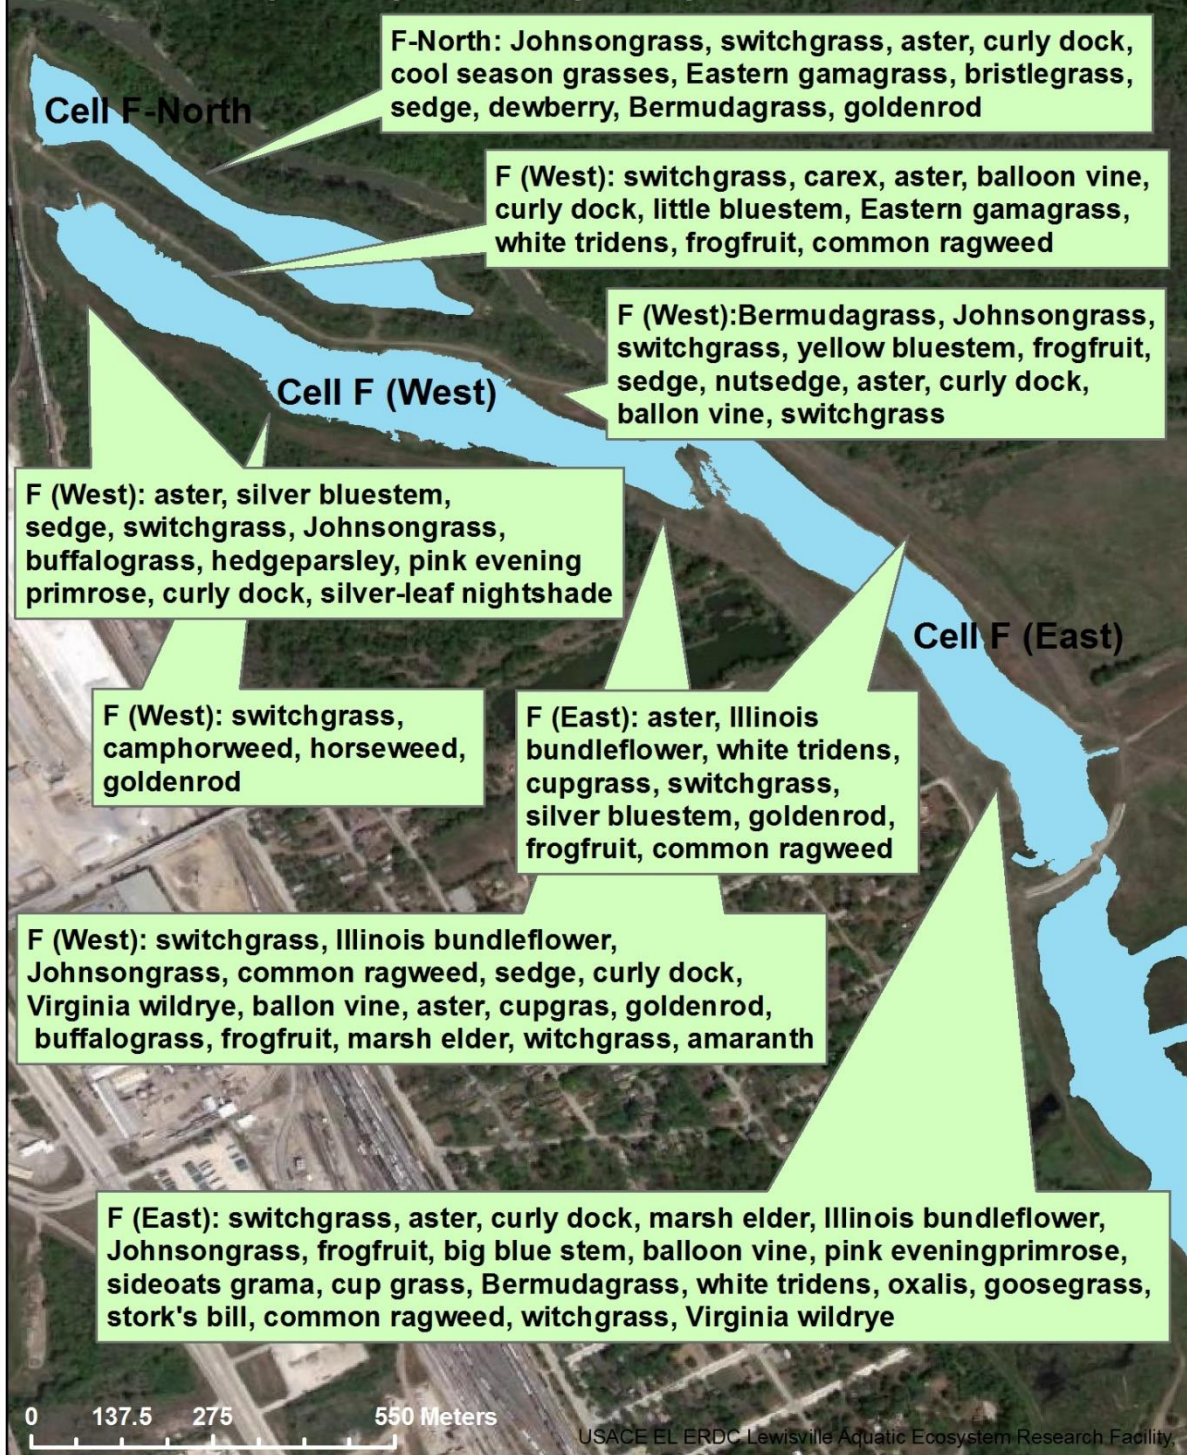 F-North: Johnsongrass, switchgrass, aster, curly dock,
cool season grasses, Eastern gamagrass, bristlegrass,
sedge, dewberry, Bermudagrass, goldenrod
Cell F-North
F (West): switchgrass, carex, aster, balloon vine,
curly dock, little bluestem, Eastern gamagrass,
white tridens, frogfruit, common ragweed
F (West):Bermudagrass, Johnsongrass,
switchgrass, yellow bluestem, frogfruit,
sedge, nutsedge, aster, curly dock,
ballon vine, switchgrass
Cell F (West)
F (West): aster, silver bluestem,
sedge, switchgrass, Johnsongrass,
buffalograss, hedgeparsley, pink evening
primrose, curly dock, silver-leaf nightshade
Cell F (East)
F (West): switchgrass,
camphorweed, horseweed,
goldenrod
F (East): aster, Illinois
bundleflower, white tridens,
cupgrass, switchgrass,
silver bluestem, goldenrod,
frogfruit, common ragweed
F (West): switchgrass, Illinois bundleflower,
Johnsongrass, common ragweed, sedge, curly dock,
Virginia wildrye, ballon vine, aster, cupgras, goldenrod,
buffalograss, frogfruit, marsh elder, witchgrass, amaranth
F (East): switchgrass, aster, curly dock, marsh elder, Illinois bundleflower,
Johnsongrass, frogfruit, big blue stem, balloon vine, pink eveningprimrose,
sideoats grama, cup grass, Bermudagrass, white tridens, oxalis, goosegrass,
stork's bill, common ragweed, witchgrass, Virginia wildrye
0 137.5 275 550 Meters
USACE EL ERDC Lewisville Aquatic Ecosystem Research Facility,